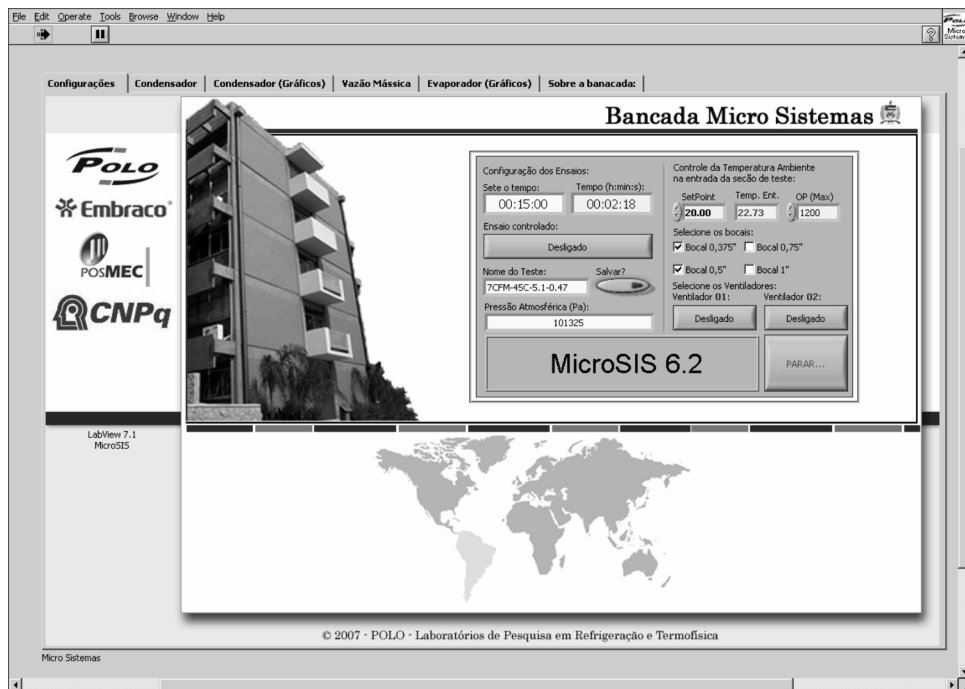 File Edit Operate Tools Browse Window Help
Configurações Condensador Condensador (Gráficos) Vazão Mássica Evaporador (Gráficos) Sobre a banacada:
Bancada Micro Sistemas
POLO
Embraco
POSMEC
CNPq
LabView 7.1
MicroSIS
Configuração dos Ensaios:
Sete o tempo: Tempo (h:min:s):
00:15:00 00:02:18
Ensaio controlado:
Desligado
Nome do Teste: Salvar?
7CFM-45C-5.1-0.47
Pressão Atmosférica (Pa):
101325
Controle da Temperatura Ambiente
na entrada da secão de teste:
SetPoint Temp. Ent. OP (Max)
20.00 22.73 1200
Selecione os bocais:
Bocal 0,375" Bocal 0,75"
Bocal 0,5" Bocal 1"
Selecione os Ventiladores:
Ventilador 01: Ventilador 02:
Desligado Desligado
MicroSIS 6.2
PARAR...
© 2007 - POLO - Laboratórios de Pesquisa em Refrigeração e Termofísica
Micro Sistemas